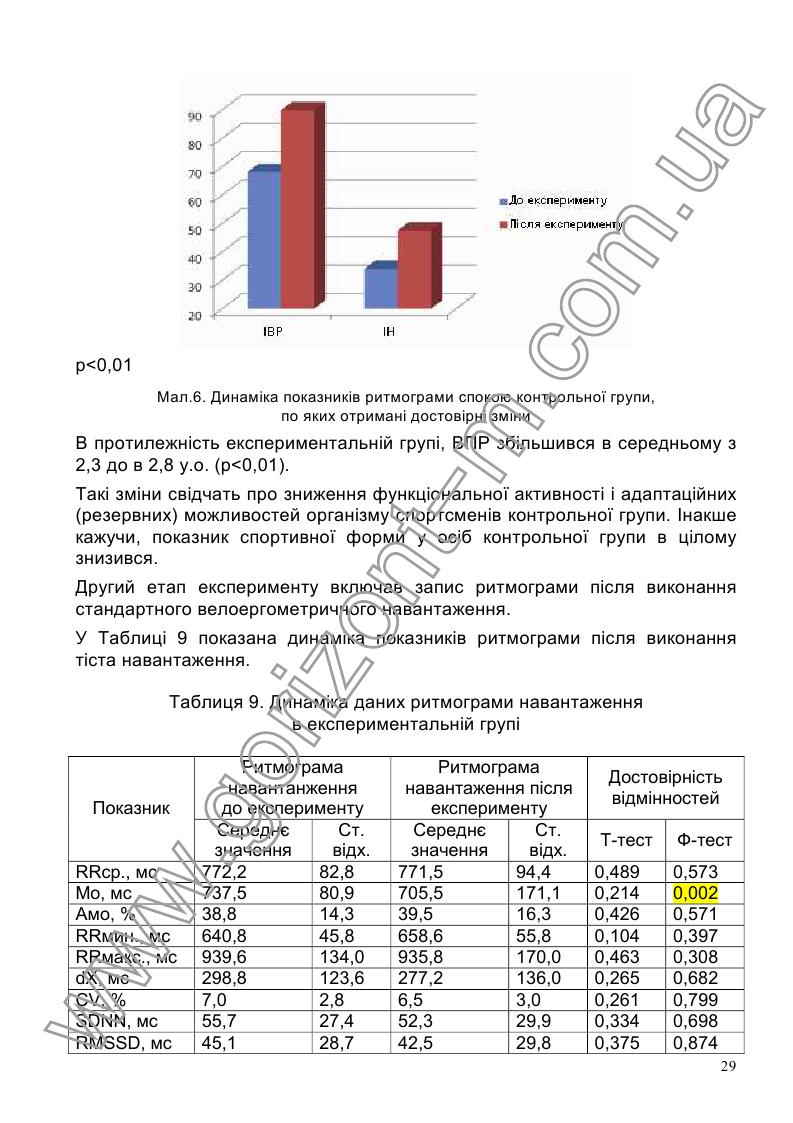 90
80
70
60
50
40
30
20
ІВР
ІН
До експерименту
Після експерименту
p<0,01
Мал.6. Динаміка показників ритмограми спокою контрольної групи,
по яких отримані достовірні зміни
В протилежність експериментальній групі, ВПР збільшився в середньому з
2,3 до в 2,8 у.о. (p<0,01).
Такі зміни свідчать про зниження функціональної активності і адаптаційних
(резервних) можливостей організму спортсменів контрольної групи. Інакше
кажучи, показник спортивної форми у осіб контрольної групи в цілому
знизився.
Другий етап експерименту включав запис ритмограми після виконання
стандартного велоергометричного навантаження.
У Таблиці 9 показана динаміка показників ритмограми після виконання
тіста навантаження.
Таблиця 9. Динаміка даних ритмограми навантаження
в експериментальній групі
Показник
Ритмограма
навантанження
до експерименту
Ритмограма
навантаження після
експерименту
Достовірність
відмінностей
Середнє
значення
Ст.
відх.
Середнє
значення
Ст.
відх.
Т-тест Ф-тест
RRср., мс 772,2 82,8 771,5 94,4 0,489 0,573
Мо, мс 737,5 80,9 705,5 171,1 0,214 0,002
Амо, % 38,8 14,3 39,5 16,3 0,426 0,571
RRмин., мс 640,8 45,8 658,6 55,8 0,104 0,397
RRмакс., мс 939,6 134,0 935,8 170,0 0,463 0,308
dX, мс 298,8 123,6 277,2 136,0 0,265 0,682
CV, % 7,0 2,8 6,5 3,0 0,261 0,799
SDNN, мс 55,7 27,4 52,3 29,9 0,334 0,698
RMSSD, мс 45,1 28,7 42,5 29,8 0,375 0,874
29
www.gorizont-m.com.ua